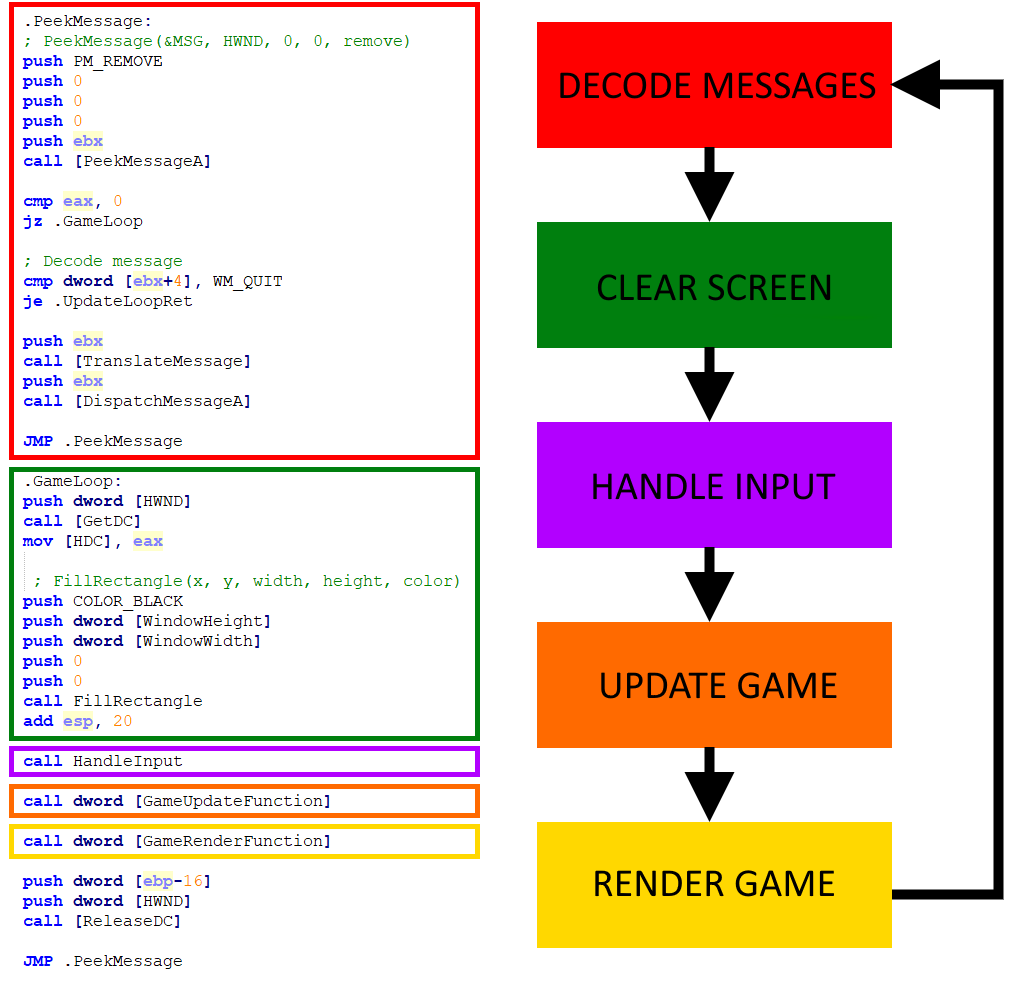 .PeekMessage:
; PeekMessage(&MSG, HWND, 0, 0, remove)
push PM_REMOVE
push 0
push 0
push 0
push ebx
call [PeekMessageA]
cmp eax, 0
jz .GameLoop
; Decode message
cmp dword [ebx+4], WM_QUIT
je .UpdateLoopRet
push ebx
call [TranslateMessage]
push ebx
call [DispatchMessageA]
JMP .PeekMessage
.GameLoop:
push dword [HWND]
call [GetDC]
mov [HDC], eax
; FillRectangle(x, y, width, height, color)
push COLOR_BLACK
push dword [WindowHeight]
push dword [WindowWidth]
push 0
push 0
call FillRectangle
add esp, 20
call HandleInput
call dword [GameUpdateFunction]
call dword [GameRenderFunction]
push dword [ebp-16]
push dword [HWND]
call [ReleaseDC]
JMP .PeekMessage
DECODE MESSAGES
CLEAR SCREEN
HANDLE INPUT
UPDATE GAME
RENDER GAME